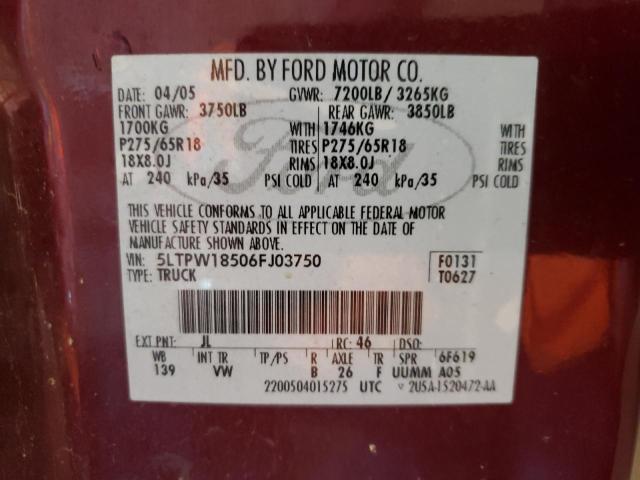 MFD. BY FORD MOTOR CO.
DATE: 04/05 GVWR: 7200LB/ 3265KG
FRONT GAWR: 3750LB REAR GAWR: 3850LB
1700KG WITH 1746KG WITH
P275/65R18 TIRES P275/65R18 TIRES
18X8.0J RIMS 18X8.0J RIMS
AT 240 kPa/35 PSI COLD AT 240 kPa/35 PSI COLD
Ford
THIS VEHICLE CONFORMS TO ALL APPLICABLE FEDERAL MOTOR
VEHICLE SAFETY STANDARDS IN EFFECT ON THE DATE OF
MANUFACTURE SHOWN ABOVE.
VIN: 5LTPW18506FJ03750 F0131
TYPE: TRUCK T0627
EXT PNT: JL RC: 46 DSO:
WB INT TR TP/PS R AXLE TR SPR 6F619
139 VW B 26 F UUMM A05
2200504015275 UTC 2U5A-1520472-AA